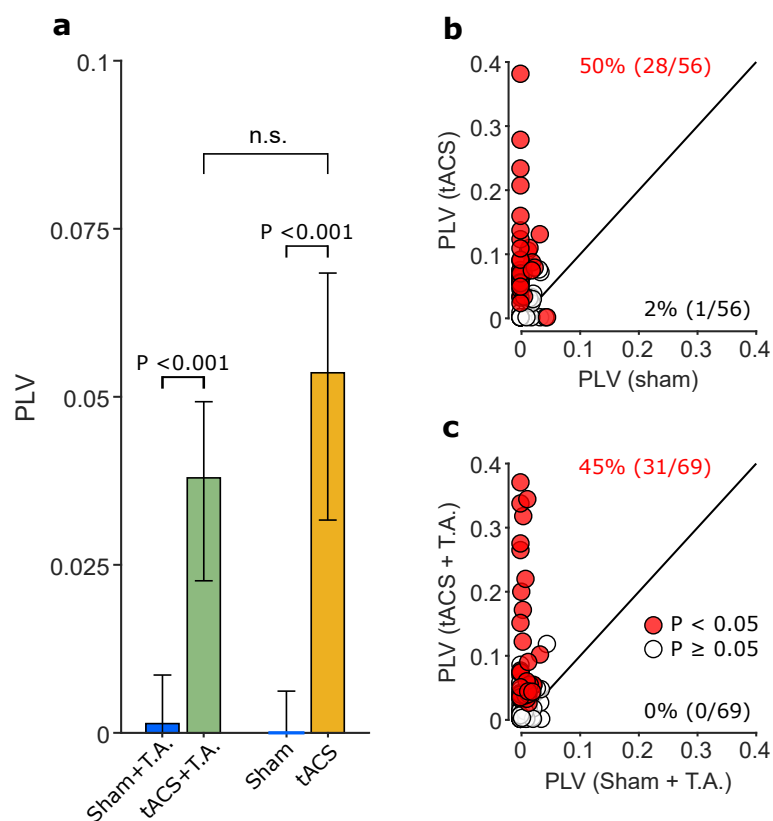 a
0.1
0.075
0.05
0.025
0
PLV
n.s.
P <0.001
P <0.001
Sham+T.A.
tACS+T.A.
Sham
tACS
b
50% (28/56)
0.4
0.3
0.2
0.1
0
PLV (tACS)
2% (1/56)
0 0.1 0.2 0.3 0.4
PLV (sham)
c
45% (31/69)
0.4
0.3
0.2
0.1
0
PLV (tACS + T.A.)
P < 0.05
P ≥ 0.05
0% (0/69)
0 0.1 0.2 0.3 0.4
PLV (Sham + T.A.)